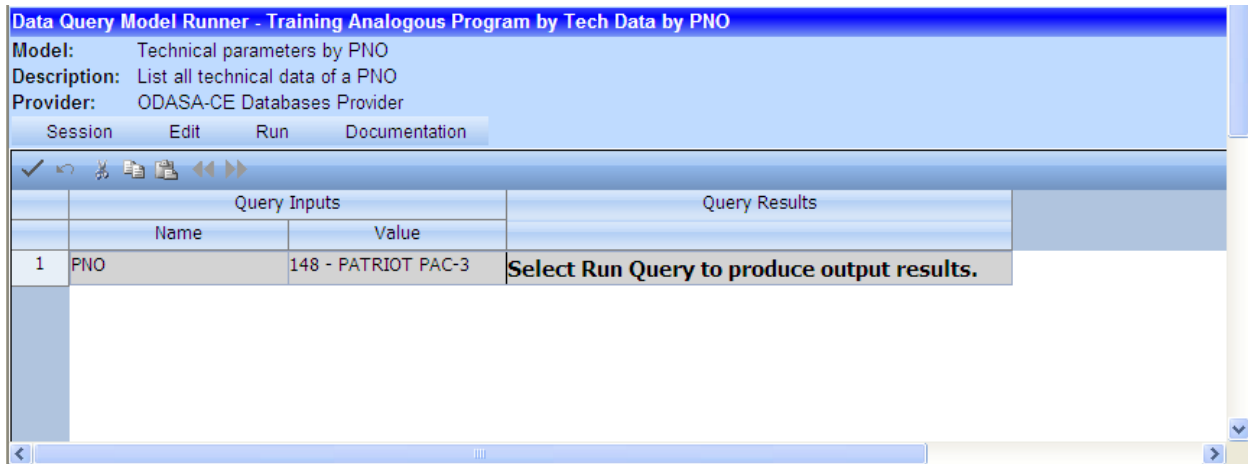 Data Query Model Runner - Training Analogous Program by Tech Data by PNO
Model: Technical parameters by PNO
Description: List all technical data of a PNO
Provider: ODASA-CE Databases Provider
Session Edit Run Documentation
Query Inputs Query Results
Name Value
1 PNO 148 - PATRIOT PAC-3 Select Run Query to produce output results.